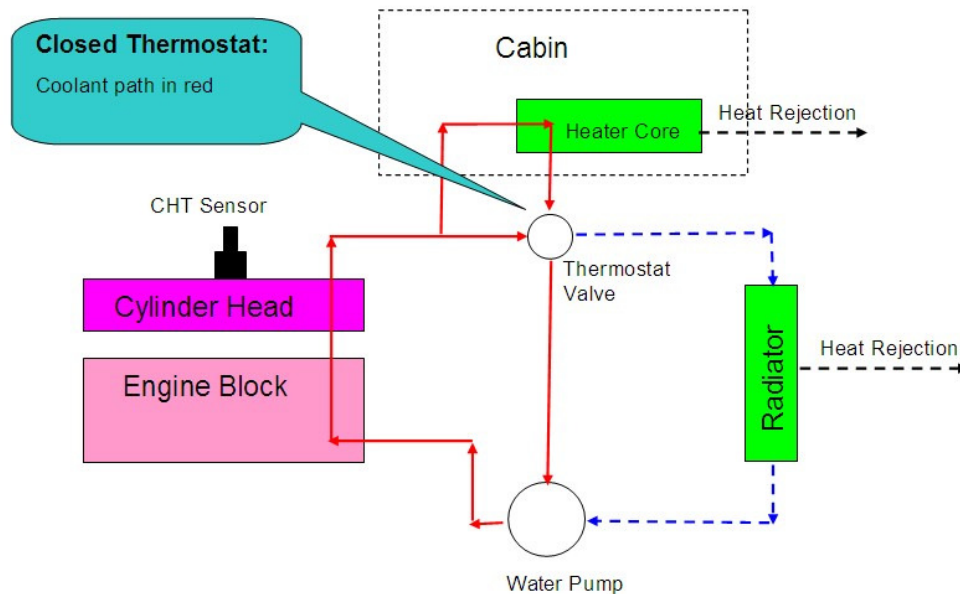 Closed Thermostat:
Coolant path in red
Cabin
Heater Core
Heat Rejection
CHT Sensor
Thermostat
Valve
Cylinder Head
Engine Block
Radiator
Heat Rejection
Water Pump